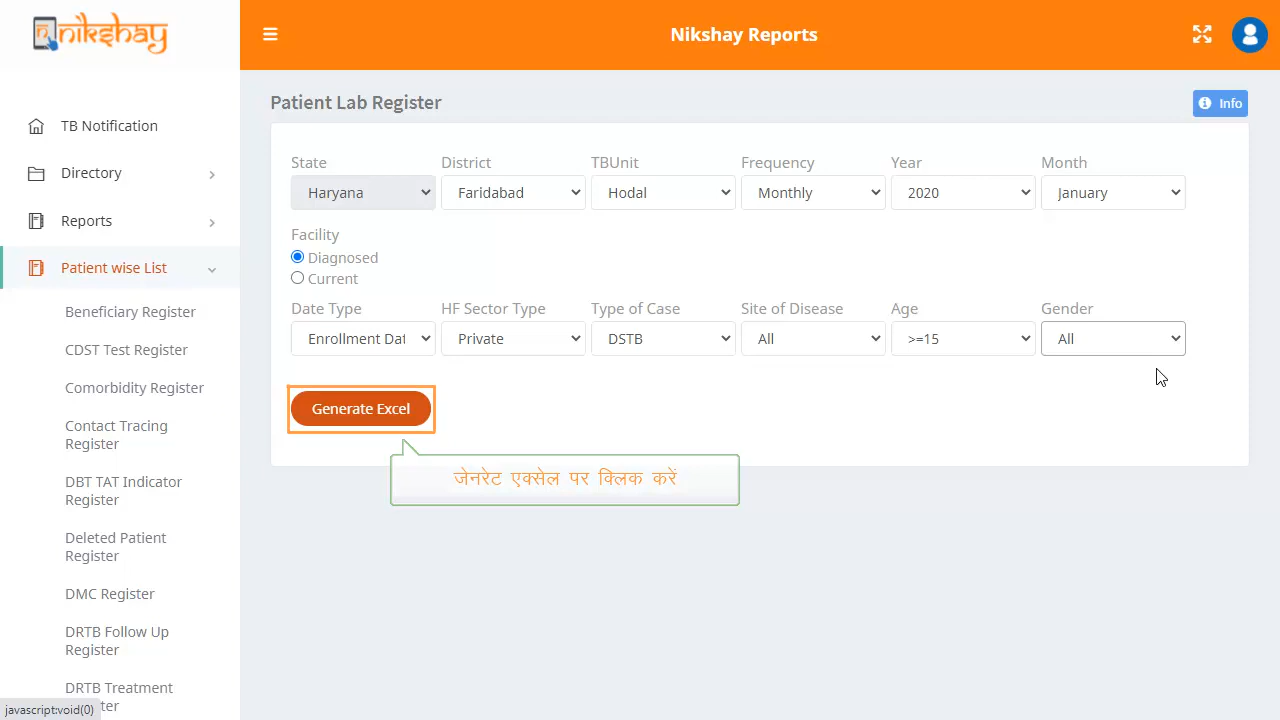 nikshay
Nikshay Reports
Patient Lab Register
Info
TB Notification
Directory
Reports
Patient wise List
Beneficiary Register
CDST Test Register
Comorbidity Register
Contact Tracing
Register
DBT TAT Indicator
Register
Deleted Patient
Register
DMC Register
DRTB Follow Up
Register
DRTB Treatment
ter
javascript:void(0)
State District TBUnit Frequency Year Month
Haryana Faridabad Hodal Monthly 2020 January
Facility
Diagnosed
Current
Date Type HF Sector Type Type of Case Site of Disease Age Gender
Enrollment Dat Private DSTB All >=15 All
Generate Excel
जेनरेट एक्सेल पर क्लिक करें